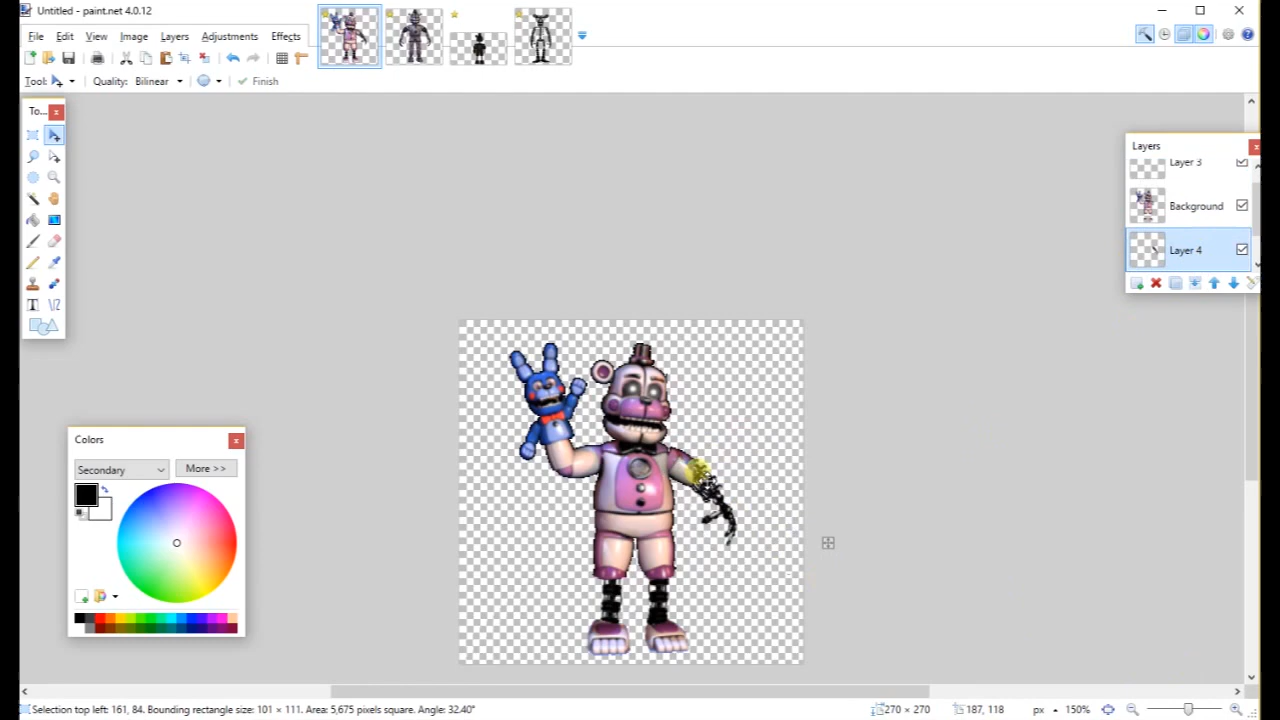 Untitled - paint.net 4.0.12
File Edit View Image Layers Adjustments Effects
Tool: Quality: Bilinear Finish
To...
Layers
Layer 3
Background
Layer 4
Colors
Secondary More >>
Selection top left: 161, 84. Bounding rectangle size: 101 × 111. Area: 5,675 pixels square. Angle: 32.40° 270 × 270 187, 118 px 150%